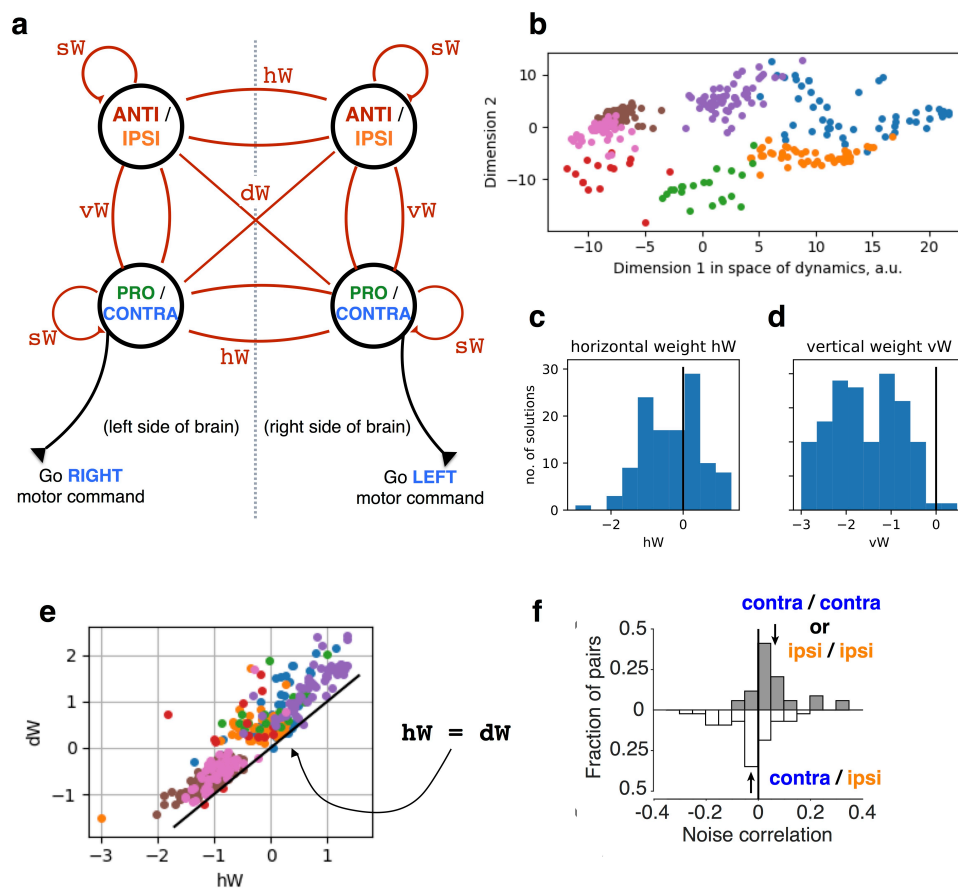 a
sW
sW
hW
ANTI /
IPSI
ANTI /
IPSI
dW
vW
vW
PRO /
CONTRA
PRO /
CONTRA
sW
sW
hW
(left side of brain)
(right side of brain)
Go RIGHT
motor command
Go LEFT
motor command
b
Dimension 2
10
0
−10
−10
−5
0
5
10
15
20
Dimension 1 in space of dynamics, a.u.
c
horizontal weight hW
no. of solutions
30
20
10
0
−2
0
hW
d
vertical weight vW
−3
−2
−1
0
vW
e
dW
2
1
0
−1
−3
−2
−1
0
1
hW
hW = dW
f
contra / contra
or
ipsi / ipsi
Fraction of pairs
0.5
0.25
0
0.25
0.5
contra / ipsi
-0.4
-0.2
0
0.2
0.4
Noise correlation